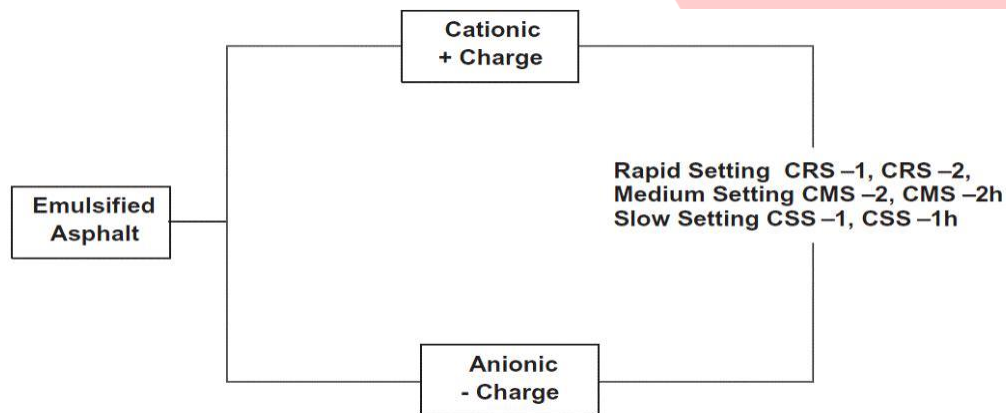 Cationic
+ Charge
Rapid Setting CRS –1, CRS –2,
Medium Setting CMS –2, CMS –2h
Slow Setting CSS –1, CSS –1h
Emulsified
Asphalt
Anionic
- Charge